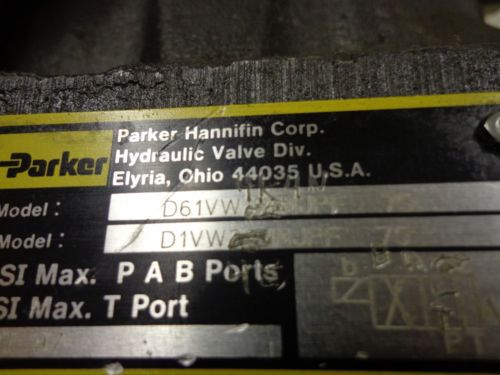 Parker
Parker Hannifin Corp.
Hydraulic Valve Div.
Elyria, Ohio 44035 U.S.A.
Model : D61VW
Model : D1VW
SI Max. P A B Ports
SI Max. T Port
P T